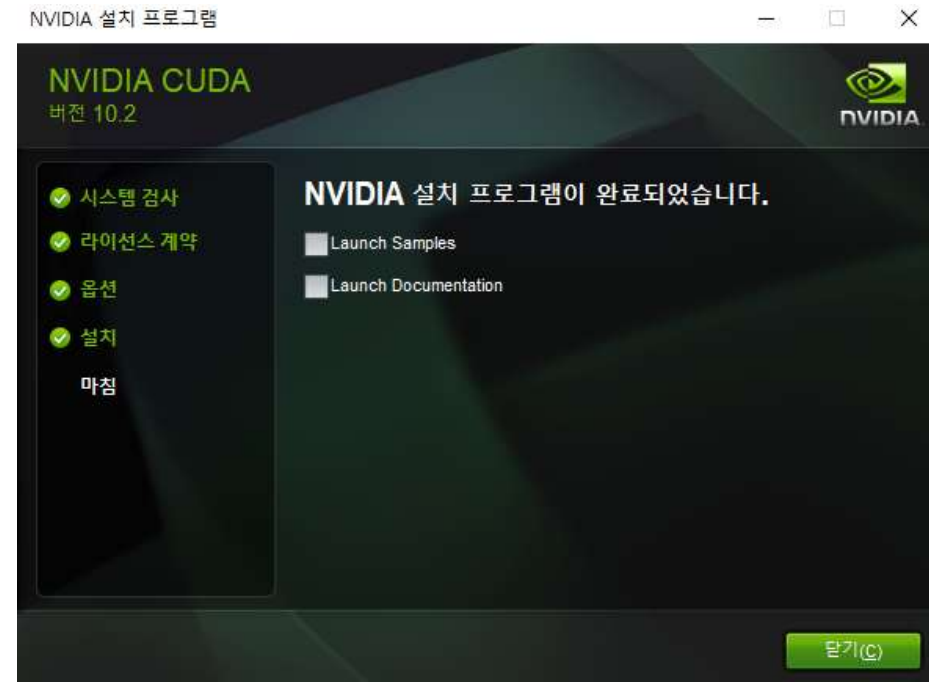 NVIDIA 설치 프로그램
NVIDIA CUDA
버전 10.2
NVIDIA
시스템 검사
라이선스 계약
옵션
설치
마침
NVIDIA 설치 프로그램이 완료되었습니다.
Launch Samples
Launch Documentation
닫기(C)